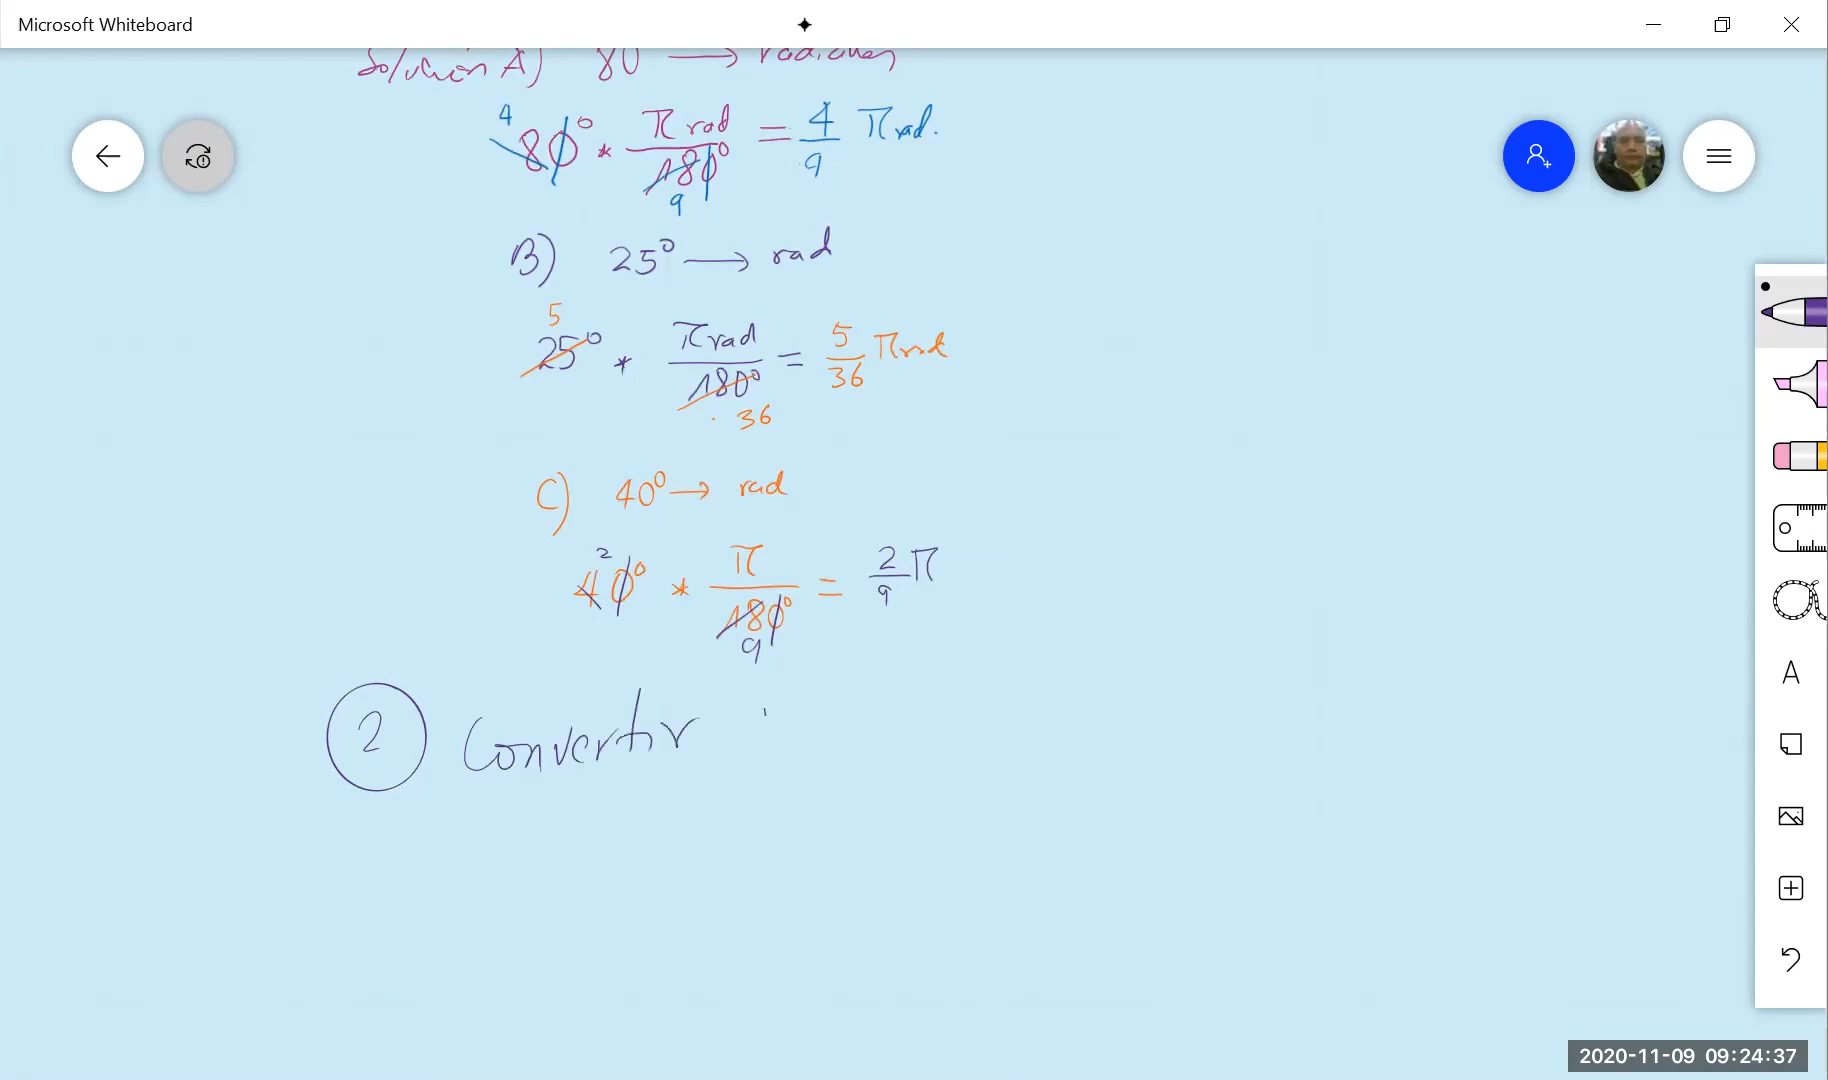 Microsoft Whiteboard
Solución A) 80 → radianes
4
80° * π rad / 180° = 4/9 π rad.
9
B) 25° → rad
5
25° * π rad / 180° = 5/36 π rad
36
C) 40° → rad
2
40° * π / 180° = 2/9 π
9
2 Convertir
A
2020-11-09 09:24:37